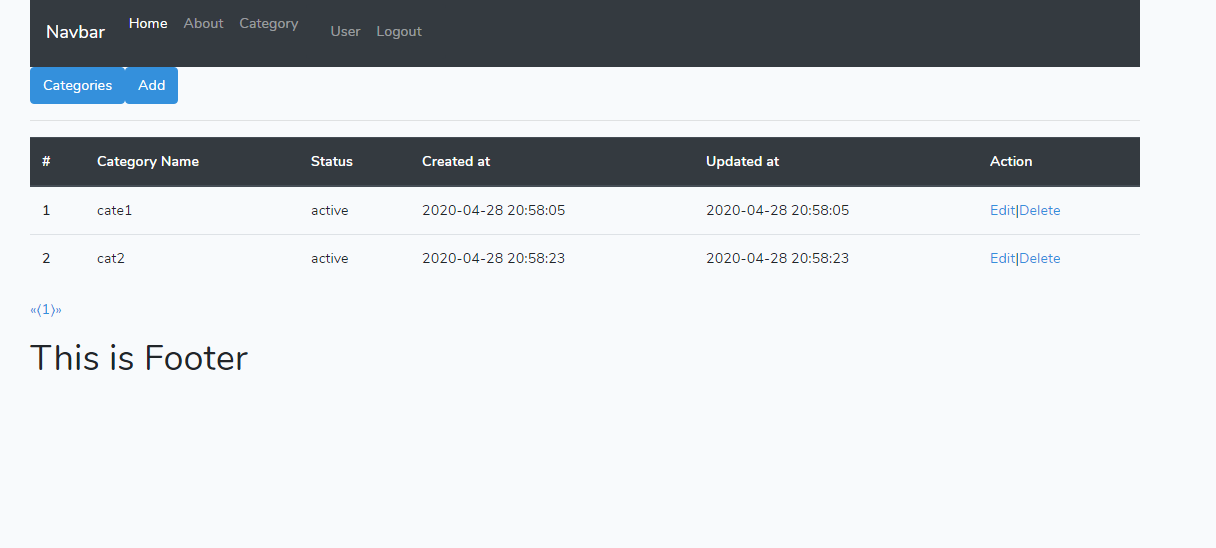 Navbar Home About Category User Logout
Categories Add
# Category Name Status Created at Updated at Action
1 cate1 active 2020-04-28 20:58:05 2020-04-28 20:58:05 Edit|Delete
2 cat2 active 2020-04-28 20:58:23 2020-04-28 20:58:23 Edit|Delete
«⟨1⟩»
This is Footer